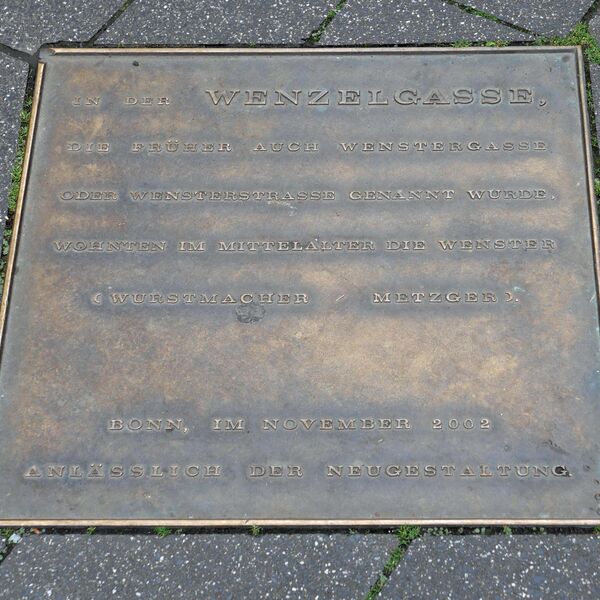 IN DER WENZELGASSE,
DIE FRÜHER AUCH WENSTERGASSE
ODER WENSTERSTRASSE GENANNT WURDE,
WOHNTEN IM MITTELALTER DIE WENSTER
(WURSTMACHER / METZGER).
BONN, IM NOVEMBER 2002
ANLÄSSLICH DER NEUGESTALTUNG